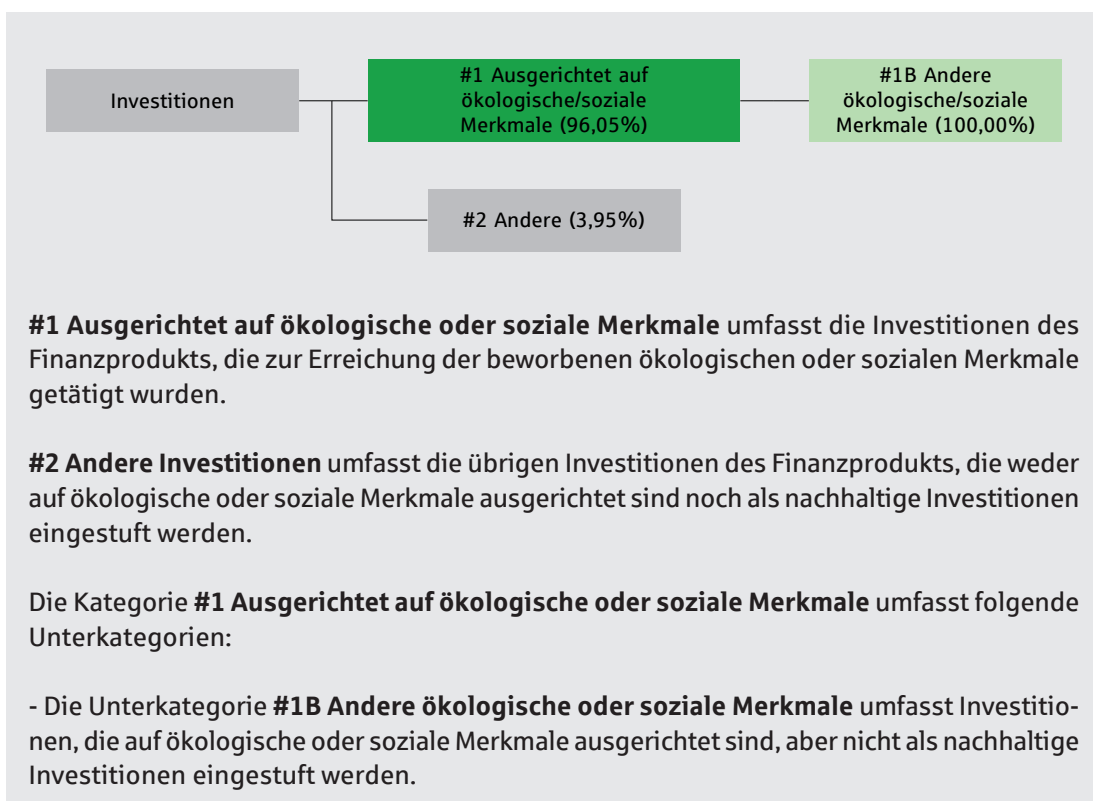 Investitionen
#1 Ausgerichtet auf
ökologische/soziale
Merkmale (96,05%)
#1B Andere
ökologische/soziale
Merkmale (100,00%)
#2 Andere (3,95%)
#1 Ausgerichtet auf ökologische oder soziale Merkmale umfasst die Investitionen des
Finanzprodukts, die zur Erreichung der beworbenen ökologischen oder sozialen Merkmale
getätigt wurden.
#2 Andere Investitionen umfasst die übrigen Investitionen des Finanzprodukts, die weder
auf ökologische oder soziale Merkmale ausgerichtet sind noch als nachhaltige Investitionen
eingestuft werden.
Die Kategorie #1 Ausgerichtet auf ökologische oder soziale Merkmale umfasst folgende
Unterkategorien:
- Die Unterkategorie #1B Andere ökologische oder soziale Merkmale umfasst Investitio-
nen, die auf ökologische oder soziale Merkmale ausgerichtet sind, aber nicht als nachhaltige
Investitionen eingestuft werden.